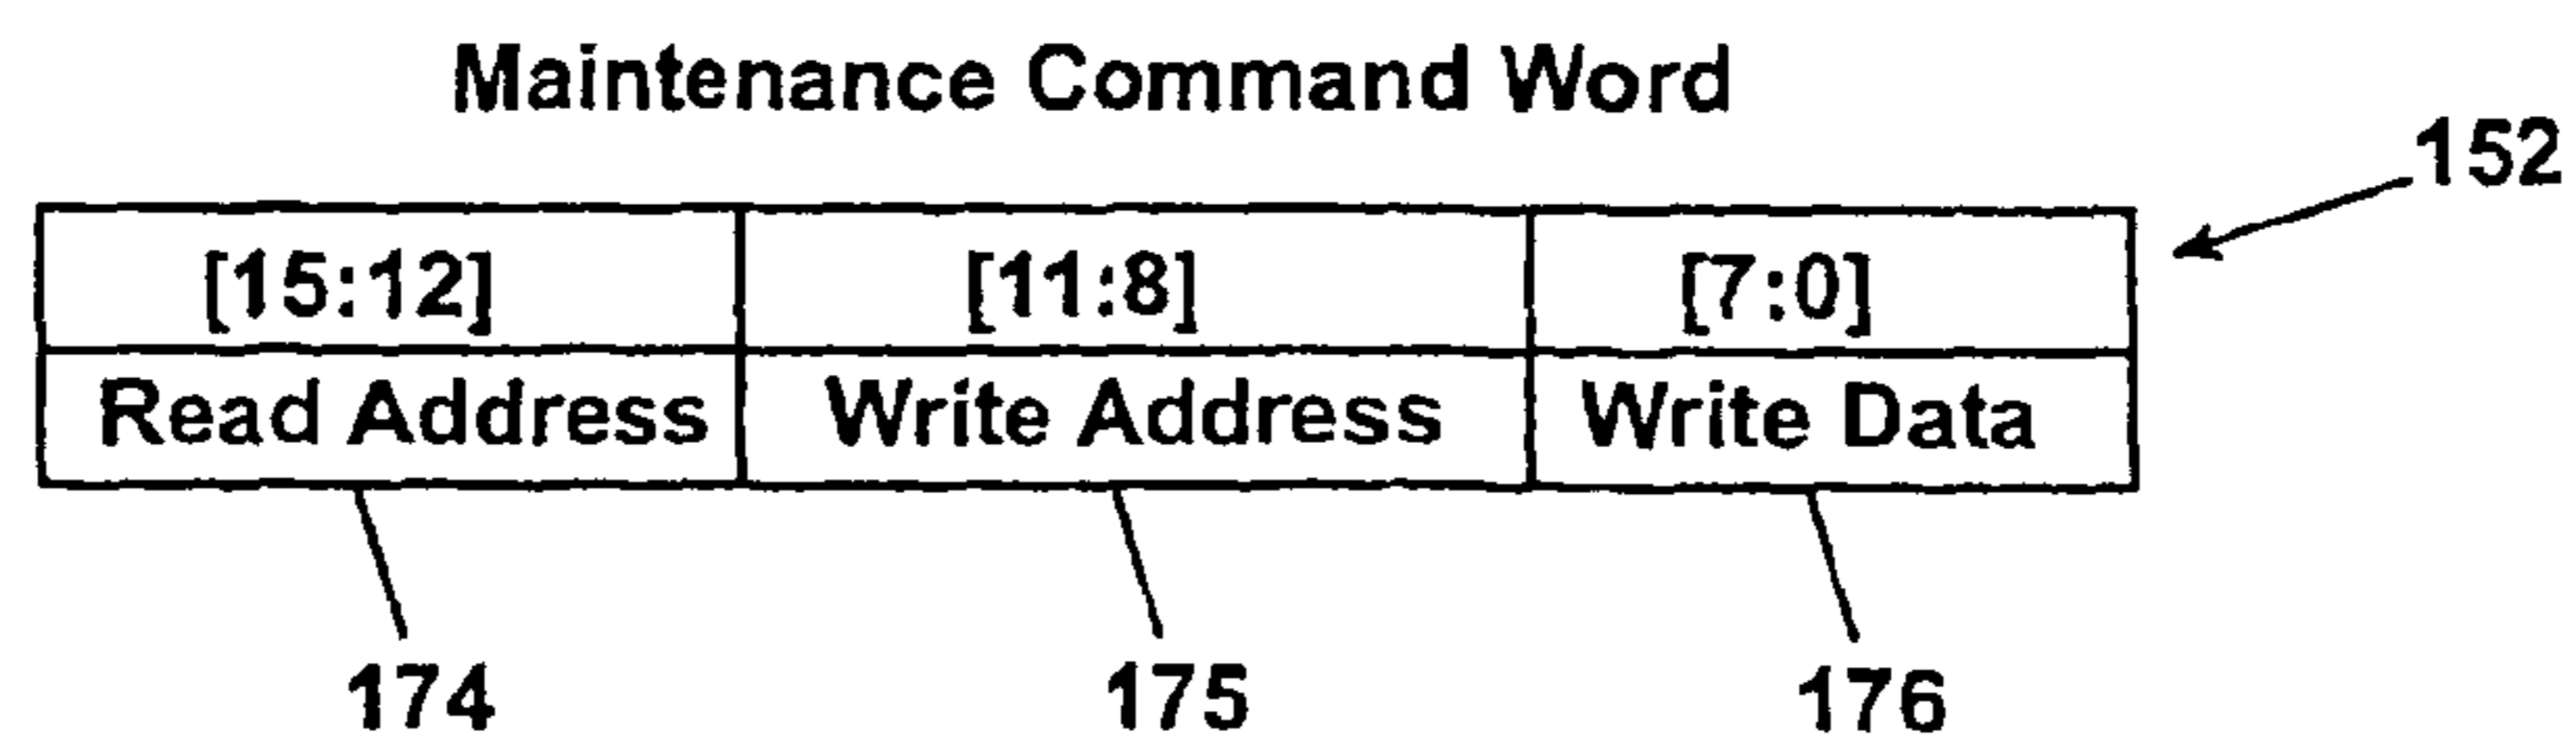 Maintenance Command Word
152
[15:12] [11:8] [7:0]
Read Address Write Address Write Data
174 175 176